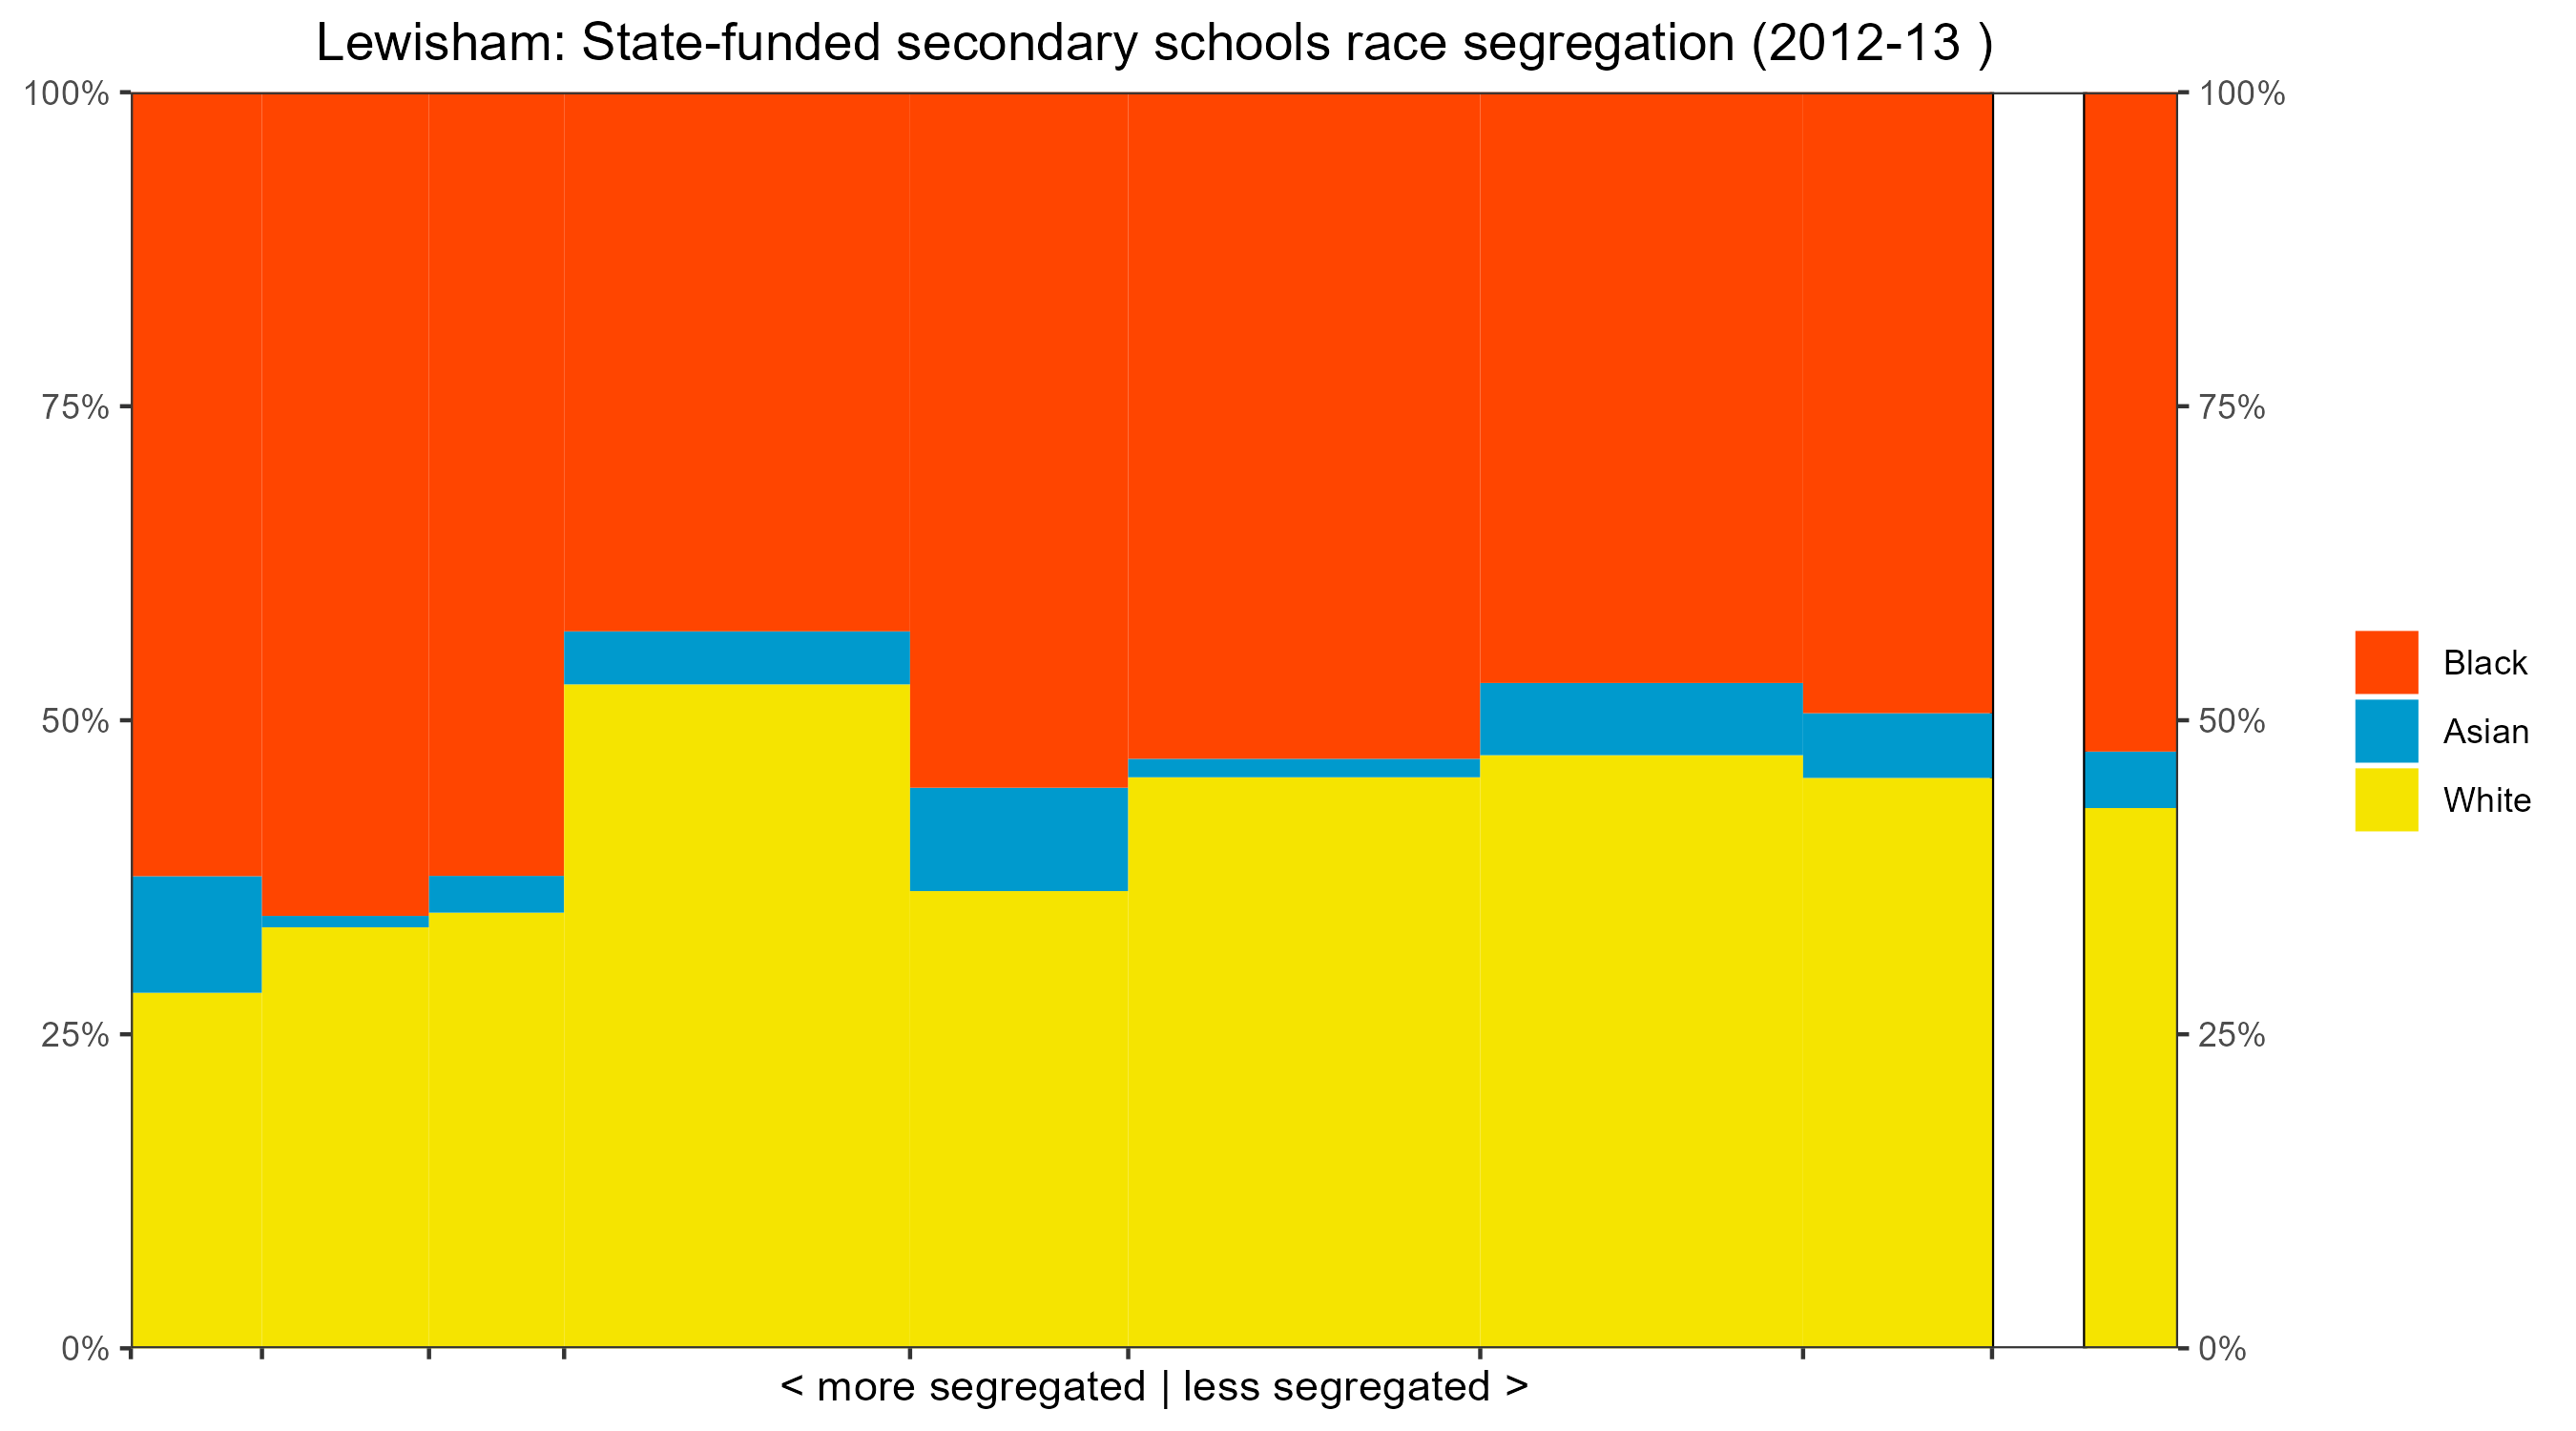 Lewisham: State-funded secondary schools race segregation (2012-13 )
100%
75%
50%
25%
0%
100%
75%
50%
25%
0%
Black
Asian
White
< more segregated | less segregated >